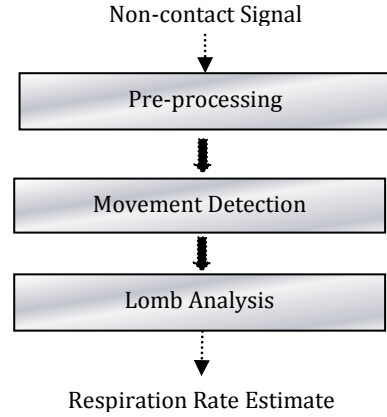 Non-contact Signal
Pre-processing
Movement Detection
Lomb Analysis
Respiration Rate Estimate